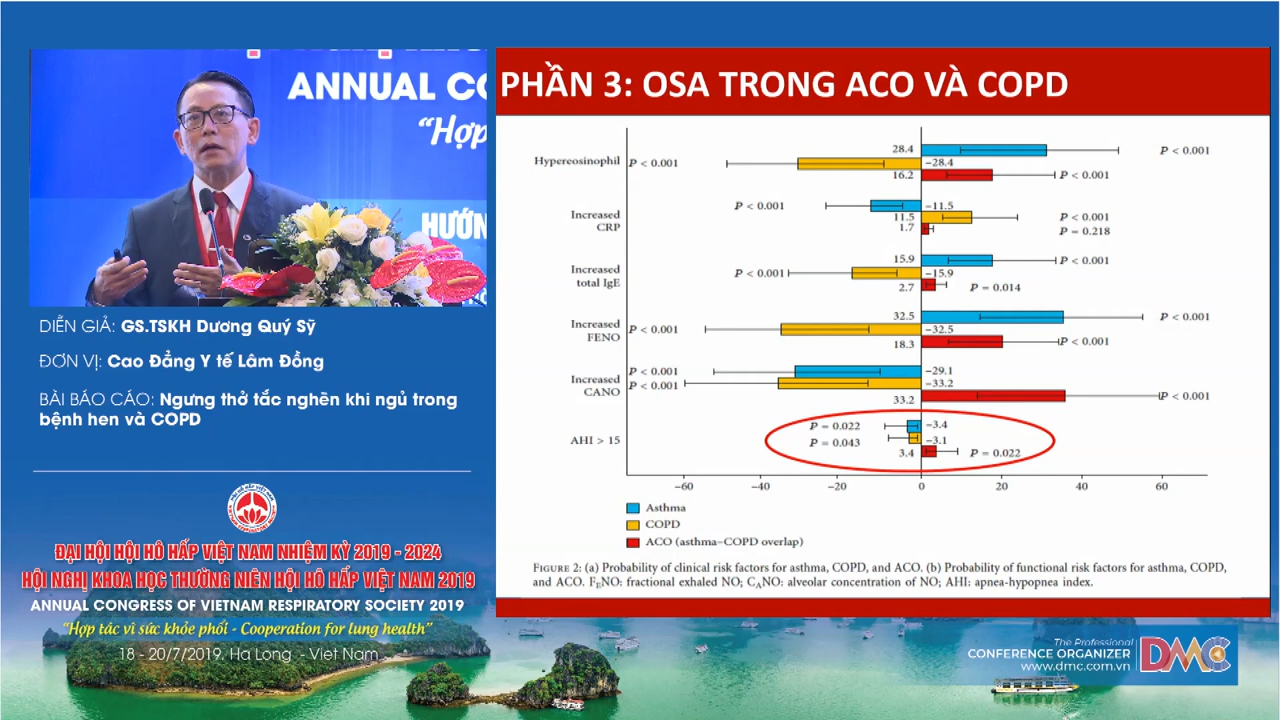 ANNUAL CO
“Hợp
HƯỚN
DIỄN GIẢ: GS.TSKH Dương Quý Sỹ
ĐƠN VỊ: Cao Đẳng Y tế Lâm Đồng
BÀI BÁO CÁO: Ngưng thở tắc nghẽn khi ngủ trong
bệnh hen và COPD
ĐẠI HỘI HỘI HÔ HẤP VIỆT NAM NHIỆM KỲ 2019 - 2024
HỘI NGHỊ KHOA HỌC THƯỜNG NIÊN HỘI HÔ HẤP VIỆT NAM 2019
ANNUAL CONGRESS OF VIETNAM RESPIRATORY SOCIETY 2019
“Hợp tác vì sức khỏe phổi - Cooperation for lung health”
18 - 20/7/2019. Ha Long - Viet Nam
PHẦN 3: OSA TRONG ACO VÀ COPD
Hypereosinophil
P < 0.001
28.4
−28.4
16.2
P < 0.001
P < 0.001
Increased
CRP
P < 0.001
−11.5
11.5
1.7
P < 0.001
P = 0.218
Increased
total IgE
P < 0.001
15.9
−15.9
2.7
P < 0.001
P = 0.014
Increased
FENO
P < 0.001
32.5
−32.5
18.3
P < 0.001
P < 0.001
Increased
CANO
P < 0.001
P < 0.001
−29.1
−33.2
33.2
P < 0.001
AHI > 15
P = 0.022
P = 0.043
−3.4
−3.1
3.4
P = 0.022
−60 −40 −20 0 20 40 60
Asthma
COPD
ACO (asthma–COPD overlap)
FIGURE 2: (a) Probability of clinical risk factors for asthma, COPD, and ACO. (b) Probability of functional risk factors for asthma, COPD,
and ACO. FENO: fractional exhaled NO; CANO: alveolar concentration of NO; AHI: apnea-hypopnea index.
The Professional
CONFERENCE ORGANIZER
www.dmc.com.vn
DMC